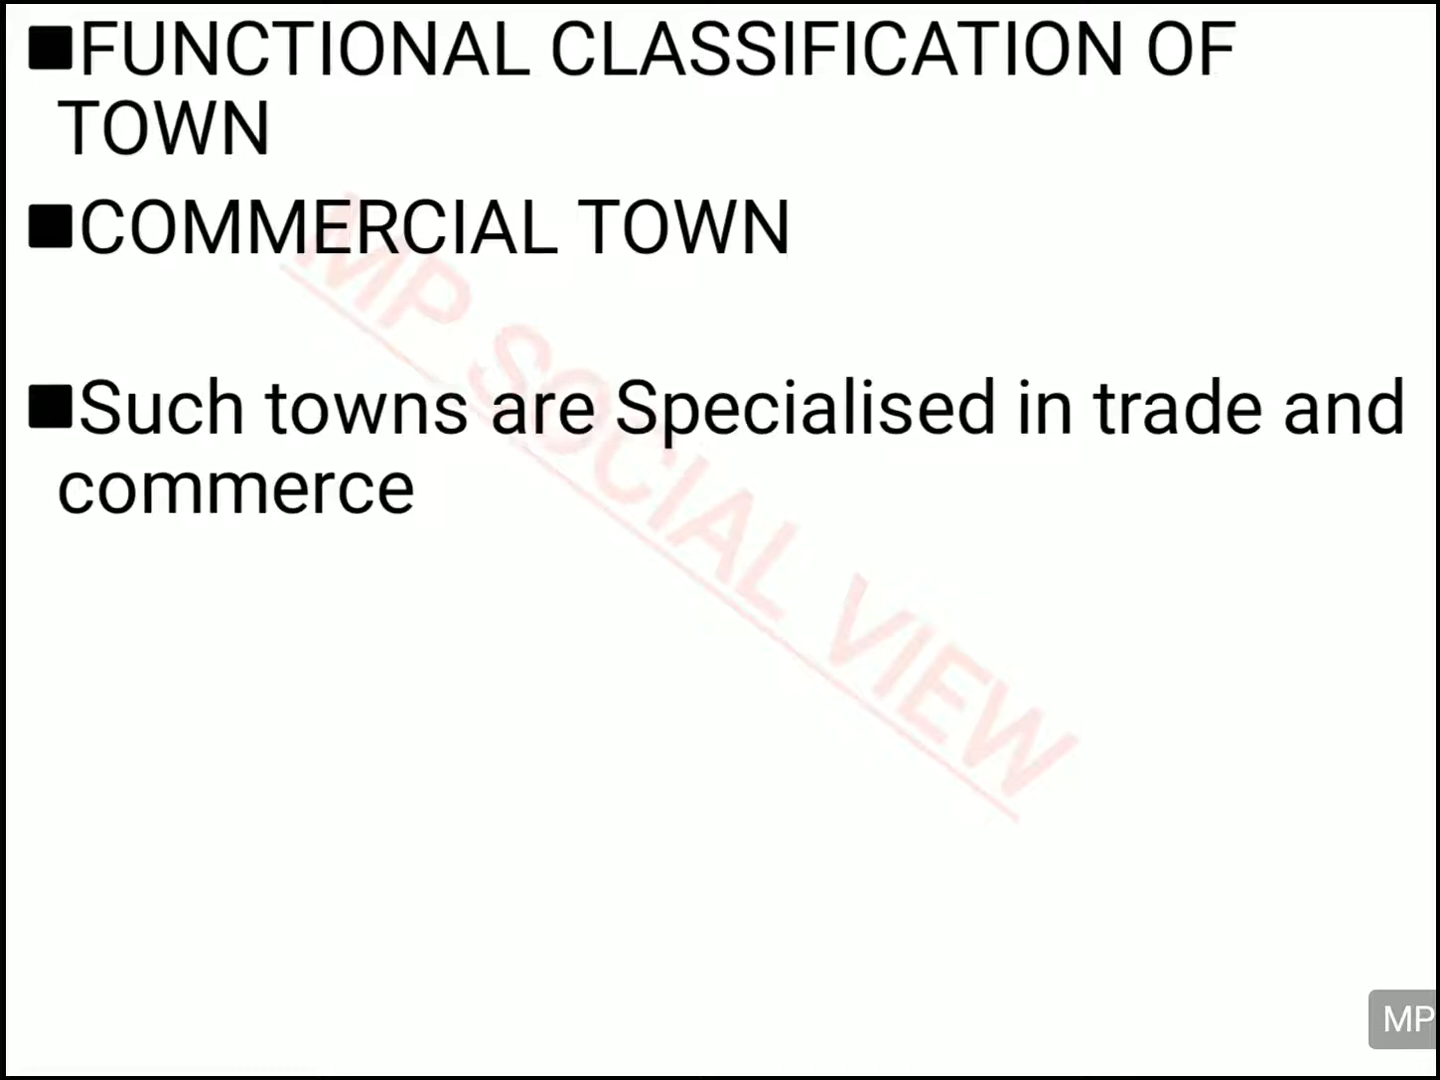 ■FUNCTIONAL CLASSIFICATION OF
TOWN
■COMMERCIAL TOWN
■Such towns are Specialised in trade and
commerce
MP SOCIAL VIEW
MP